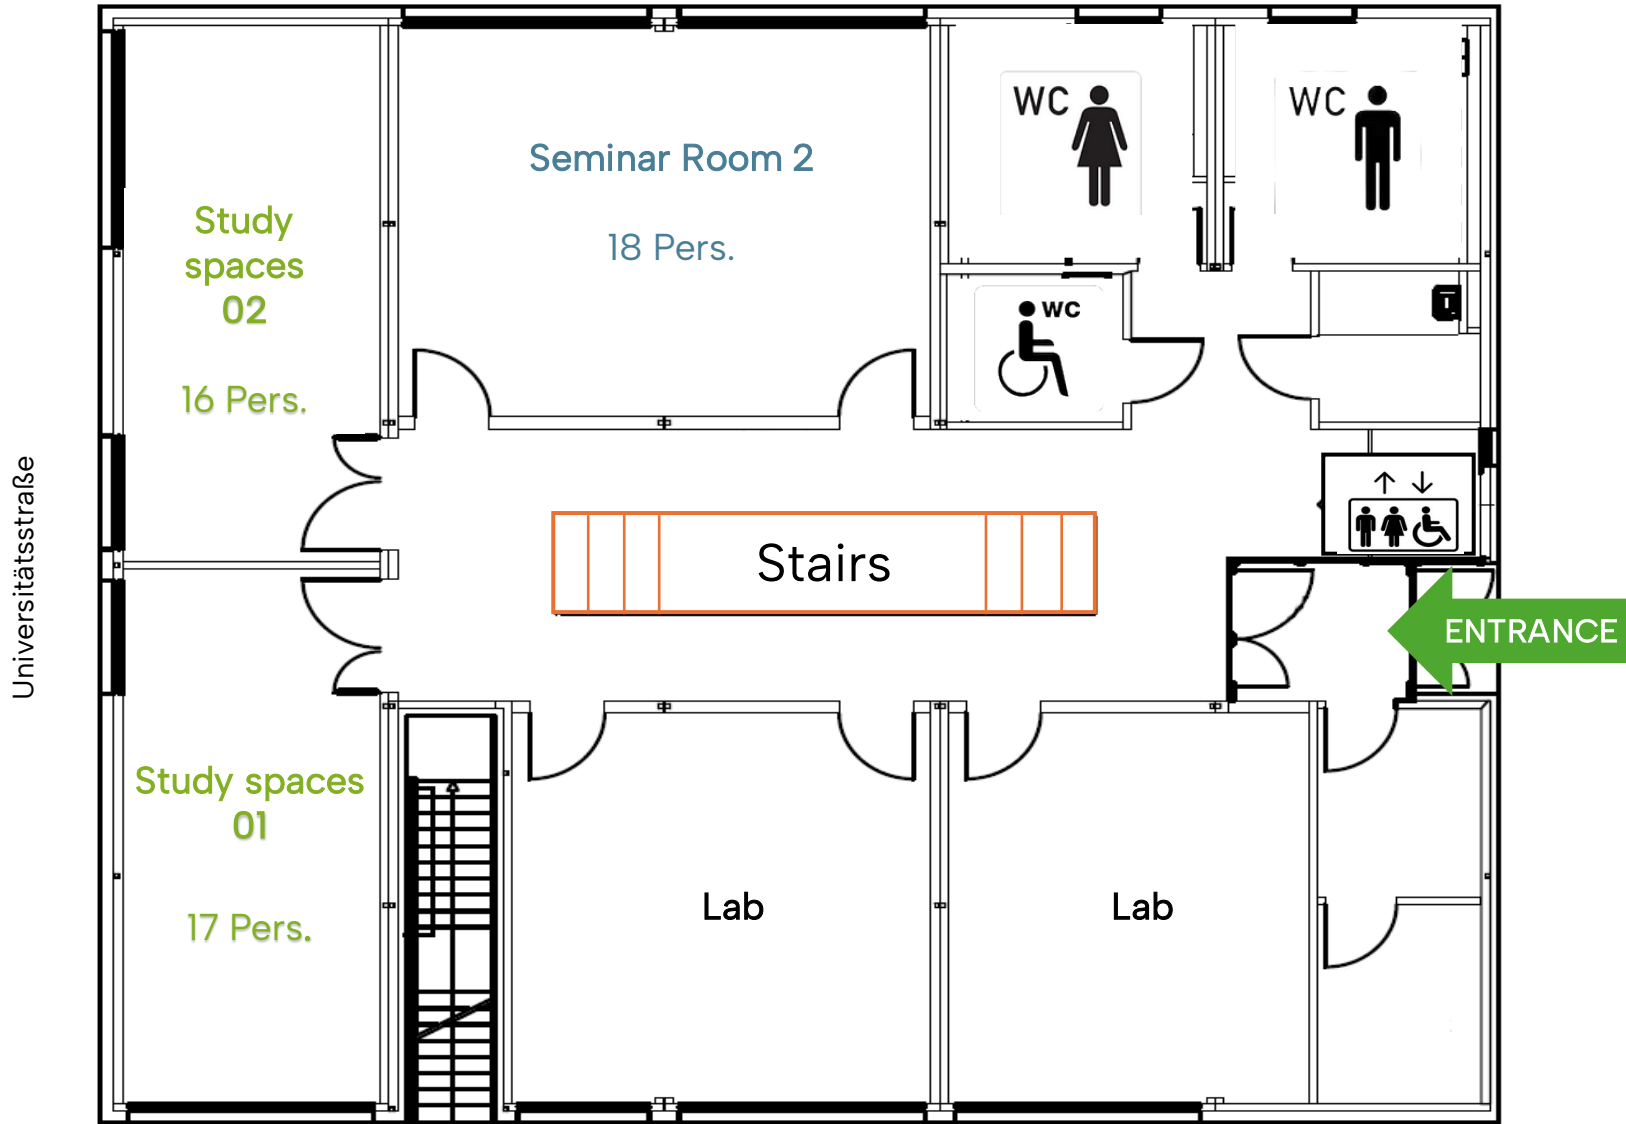 WC
WC
Seminar Room 2
18 Pers.
Study
spaces
02
16 Pers.
WC
Universitätsstraße
Stairs
ENTRANCE
Study spaces
01
17 Pers.
Lab
Lab